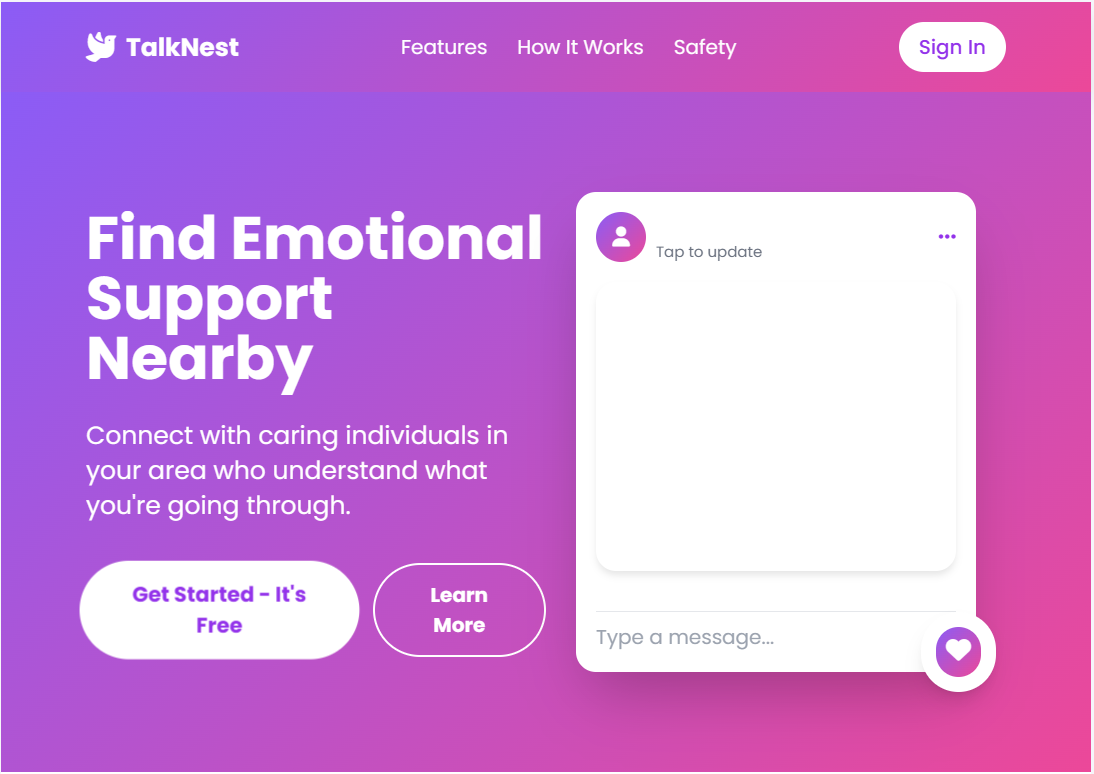 TalkNest
Features
How It Works
Safety
Sign In
Find Emotional
Support
Nearby
Connect with caring individuals in
your area who understand what
you're going through.
Get Started - It's
Free
Learn
More
Tap to update
Type a message...